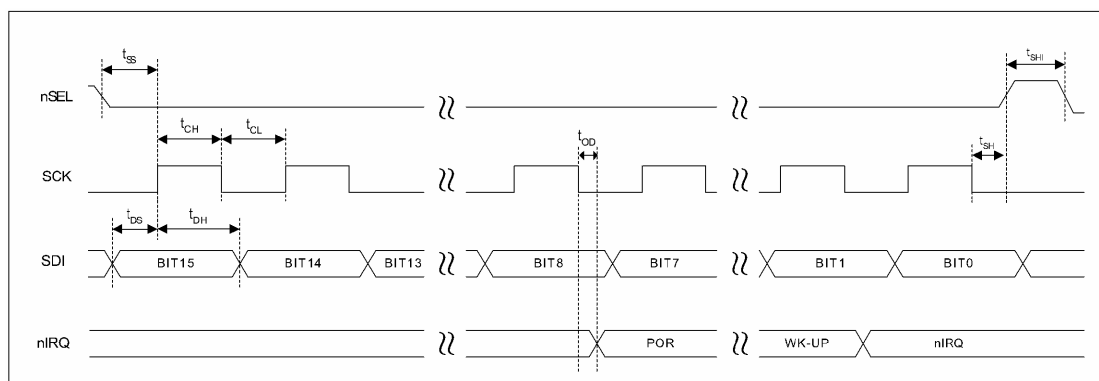 tSS
tSHI
nSEL
tCH
tCL
tOD
tSH
SCK
tDS
tDH
SDI
BIT15
BIT14
BIT13
BIT8
BIT7
BIT1
BIT0
nIRQ
POR
WK-UP
nIRQ